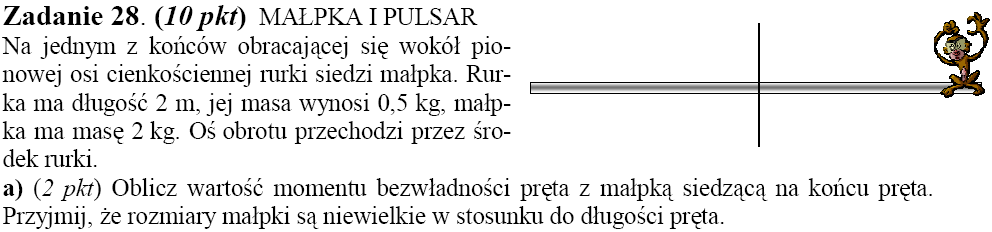 Zadanie 28. (10 pkt) MAŁPKA I PULSAR
Na jednym z końców obracającej się wokół pio-
nowej osi cienkościennej rurki siedzi małpka. Rur-
ka ma długość 2 m, jej masa wynosi 0,5 kg, małp-
ka ma masę 2 kg. Oś obrotu przechodzi przez śro-
dek rurki.
a) (2 pkt) Oblicz wartość momentu bezwładności pręta z małpką siedzącą na końcu pręta.
Przyjmij, że rozmiary małpki są niewielkie w stosunku do długości pręta.